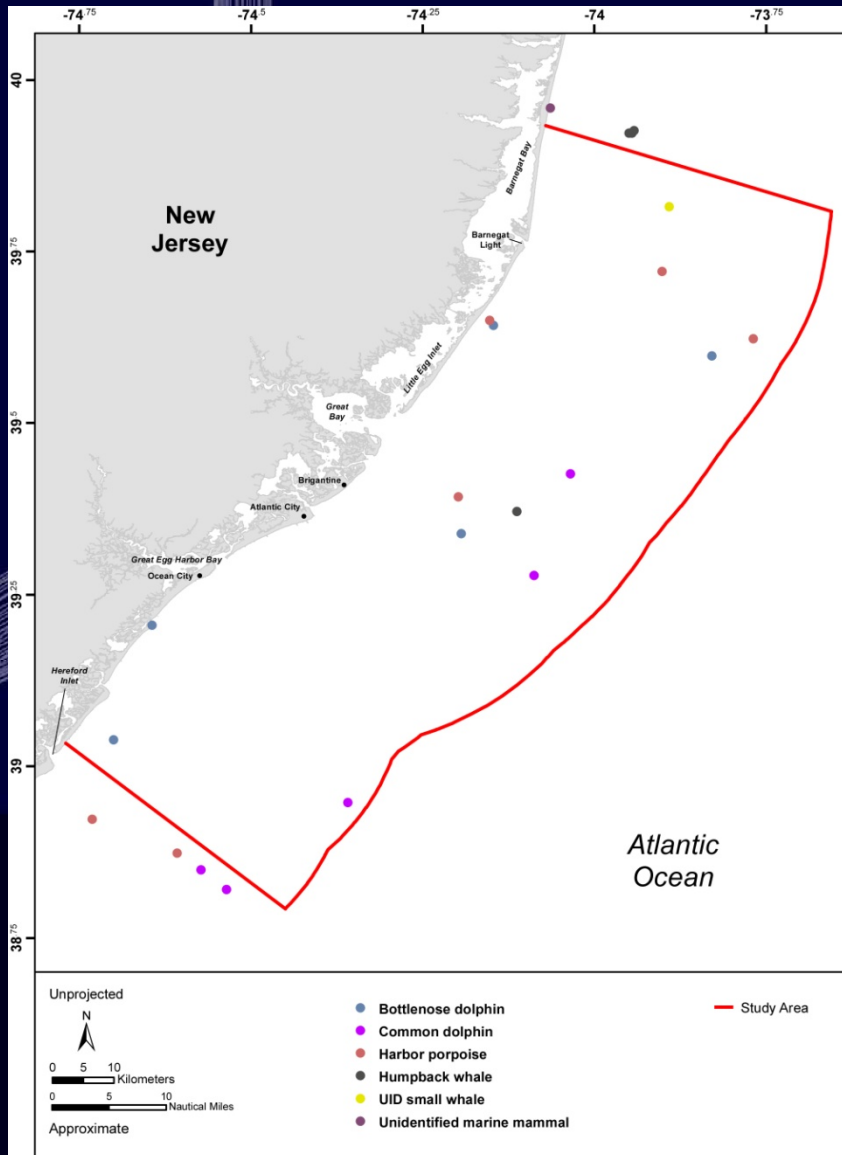 -74.75 -74.5 -74.25 -74 -73.75
40
39.75
39.5
39.25
39
38.75
New
Jersey
Barnegat Bay
Barnegat
Light
Little Egg Inlet
Great
Bay
Brigantine
Atlantic City
Great Egg Harbor Bay
Ocean City
Hereford
Inlet
Atlantic
Ocean
Unprojected
N
0 5 10
Kilometers
0 5 10
Nautical Miles
Approximate
Bottlenose dolphin
Common dolphin
Harbor porpoise
Humpback whale
UID small whale
Unidentified marine mammal
Study Area